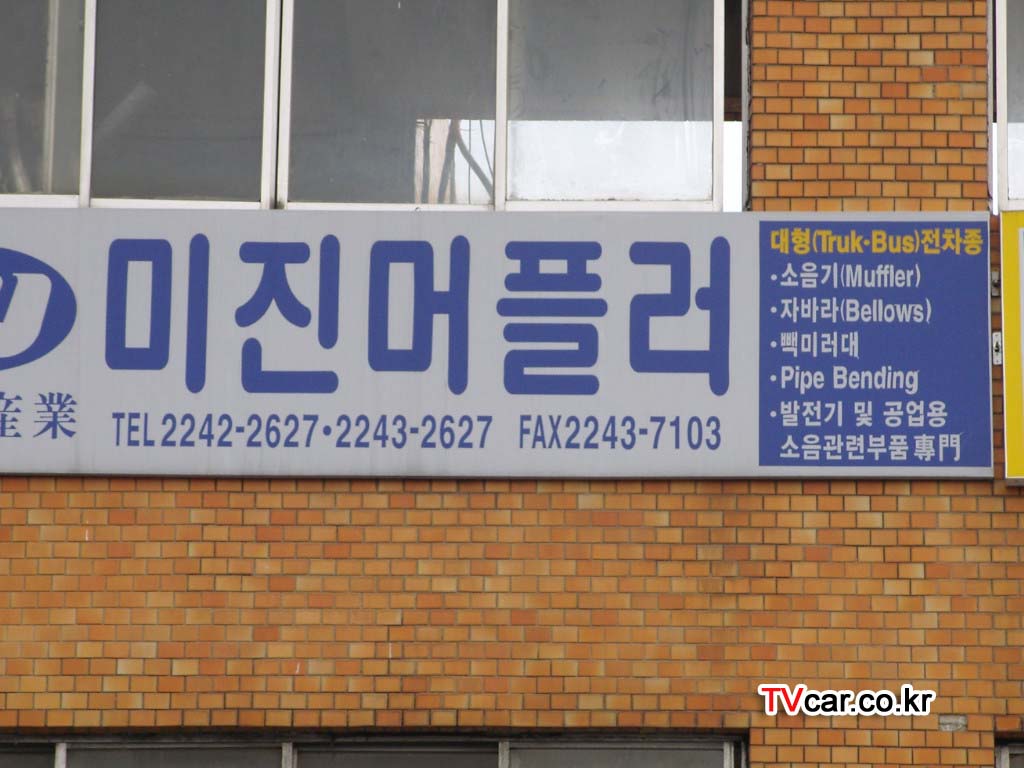 미진머플러
産業
TEL 2242-2627·2243-2627 FAX 2243-7103
대형(Truk·Bus)전차종
·소음기(Muffler)
·자바라(Bellows)
·빽미러대
·Pipe Bending
·발전기 및 공업용
소음관련부품 專門
TVcar.co.kr